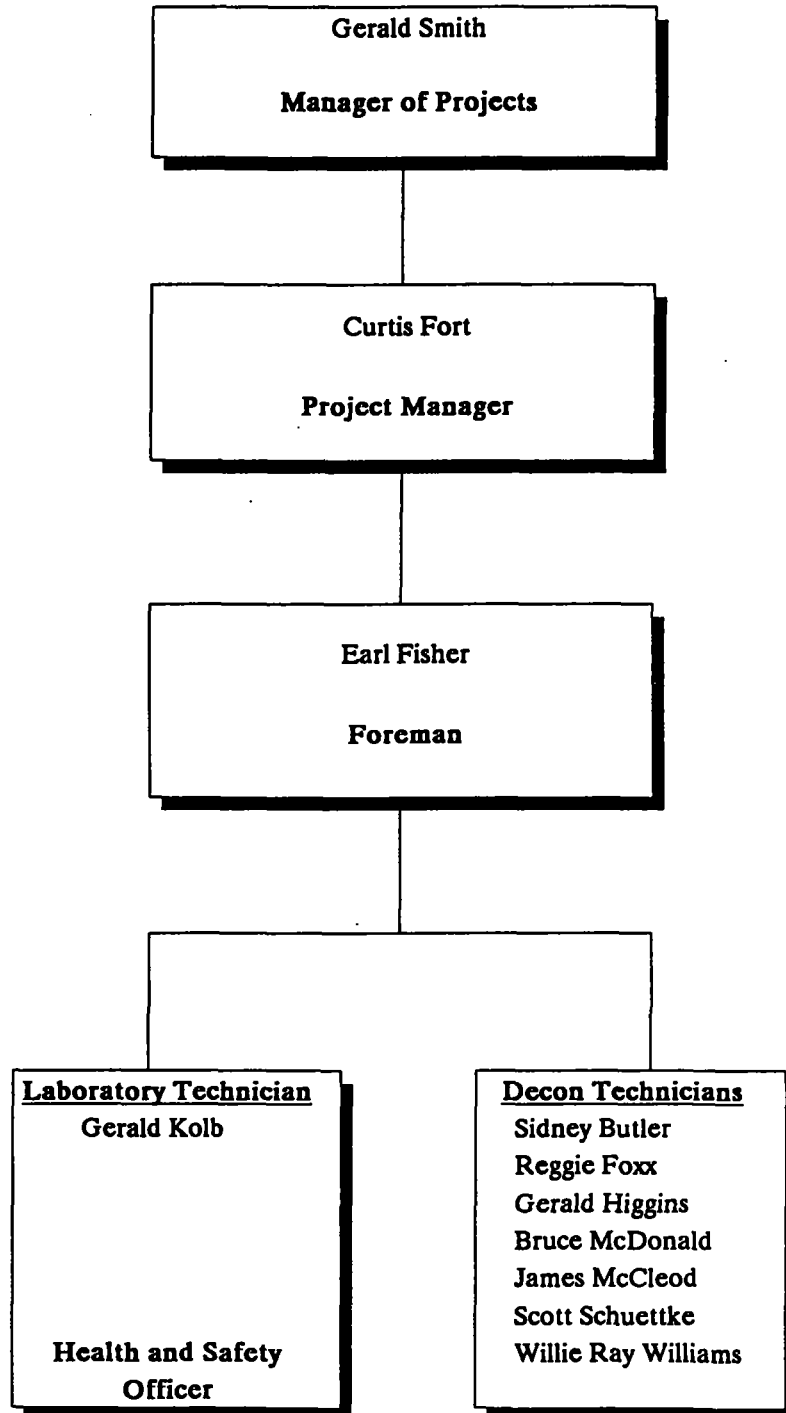 Gerald Smith
Manager of Projects
Curtis Fort
Project Manager
Earl Fisher
Foreman
Laboratory Technician
Gerald Kolb
Health and Safety
Officer
Decon Technicians
Sidney Butler
Reggie Foxx
Gerald Higgins
Bruce McDonald
James McCleod
Scott Schuettke
Willie Ray Williams